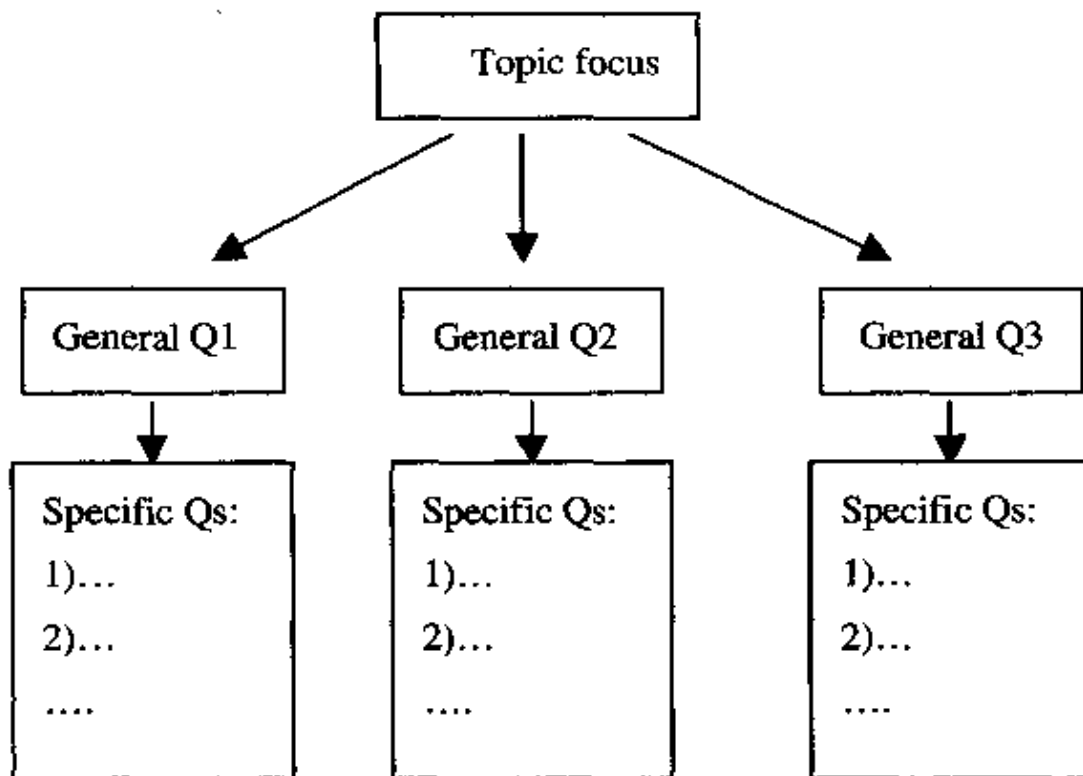 Topic focus
General Q1
General Q2
General Q3
Specific Qs:
1)…
2)…
….
Specific Qs:
1)…
2)…
….
Specific Qs:
1)…
2)…
….